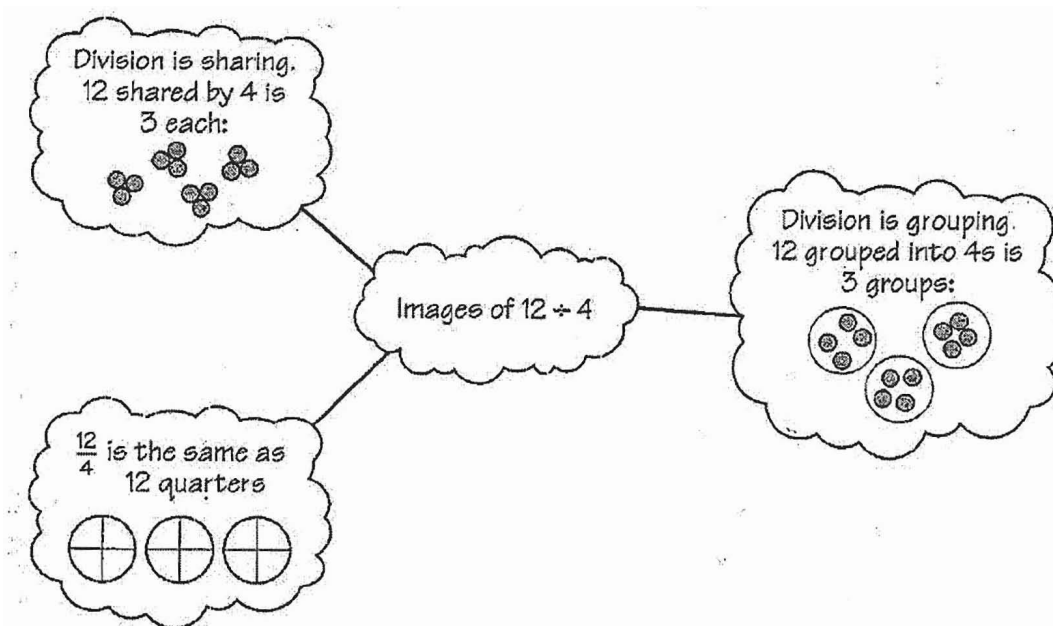 Division is sharing.
12 shared by 4 is
3 each:
Images of 12 ÷ 4
Division is grouping.
12 grouped into 4s is
3 groups:
12/4 is the same as
12 quarters